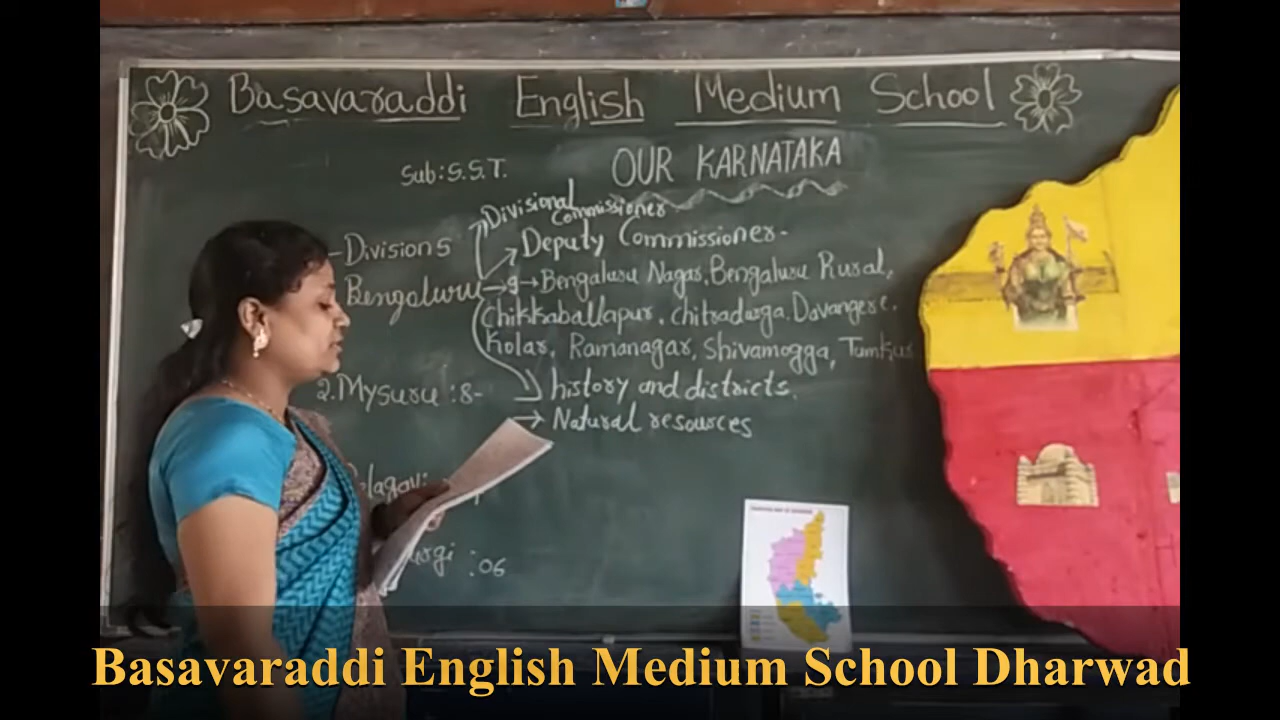 Basavaraddi English Medium School
Sub: S.S.T.
OUR KARNATAKA
Divisional
Commissioner
- Divisions
Deputy Commissioner-
Bengaluru → 9 → Bengaluru Nagar, Bengaluru Rural,
Chikkaballapur, chitradurga, Davangere.
Kolar, Ramanagar, Shivamogga, Tumkur
2. Mysuru :8- history and districts.
→ Natural resources
elagavi
urgi :06
Basavaraddi English Medium School Dharwad